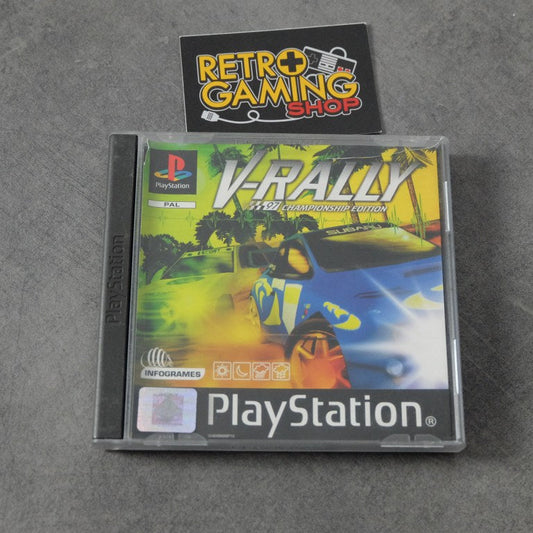 RETRO
GAMING
SHOP
PlayStation
PlayStation
PAL
V-RALLY
97 CHAMPIONSHIP EDITION
SUBARU
INFOGRAMES
PlayStation®